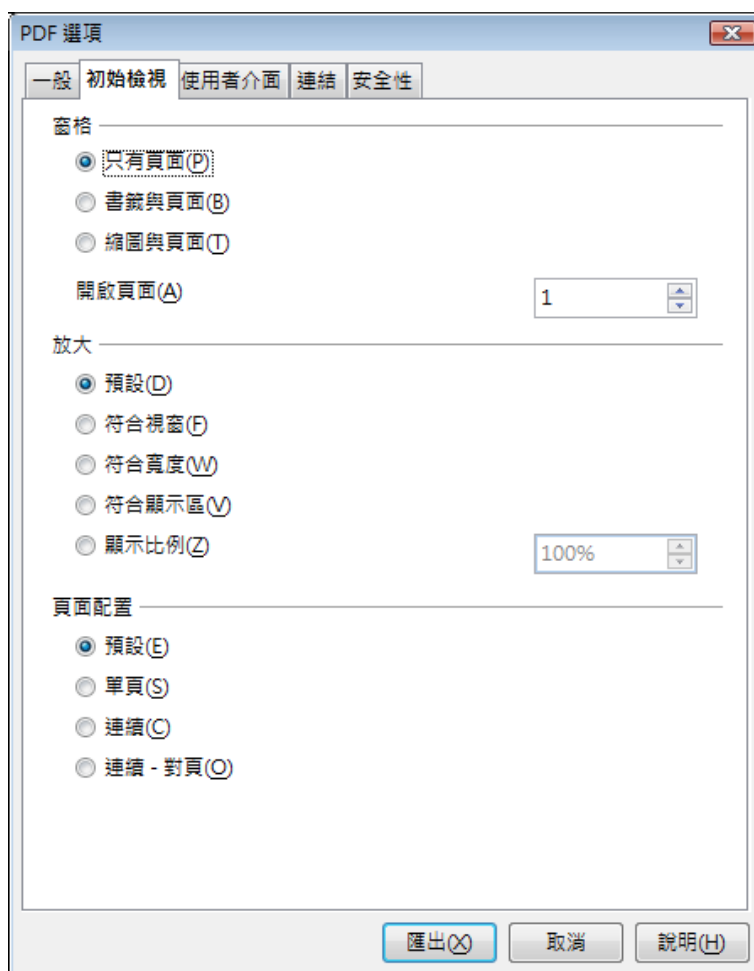 PDF 選項
一般 初始檢視 使用者介面 連結 安全性
窗格
只有頁面(P)
書籤與頁面(B)
縮圖與頁面(T)
開啟頁面(A) 1
放大
預設(D)
符合視窗(F)
符合寬度(W)
符合顯示區(V)
顯示比例(Z) 100%
頁面配置
預設(E)
單頁(S)
連續(C)
連續 - 對頁(O)
匯出(X) 取消 說明(H)